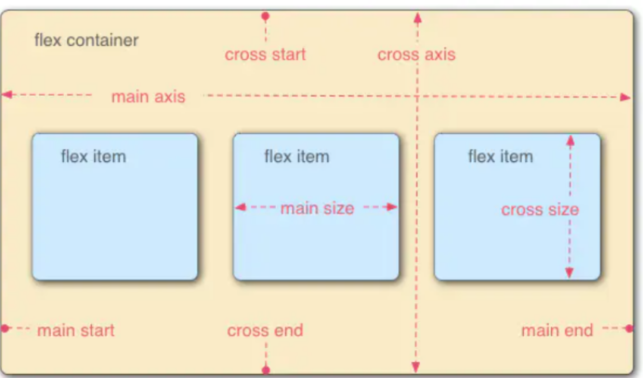 flex container
cross start
cross axis
main axis
flex item
flex item
flex item
main size
cross size
main start
cross end
main end